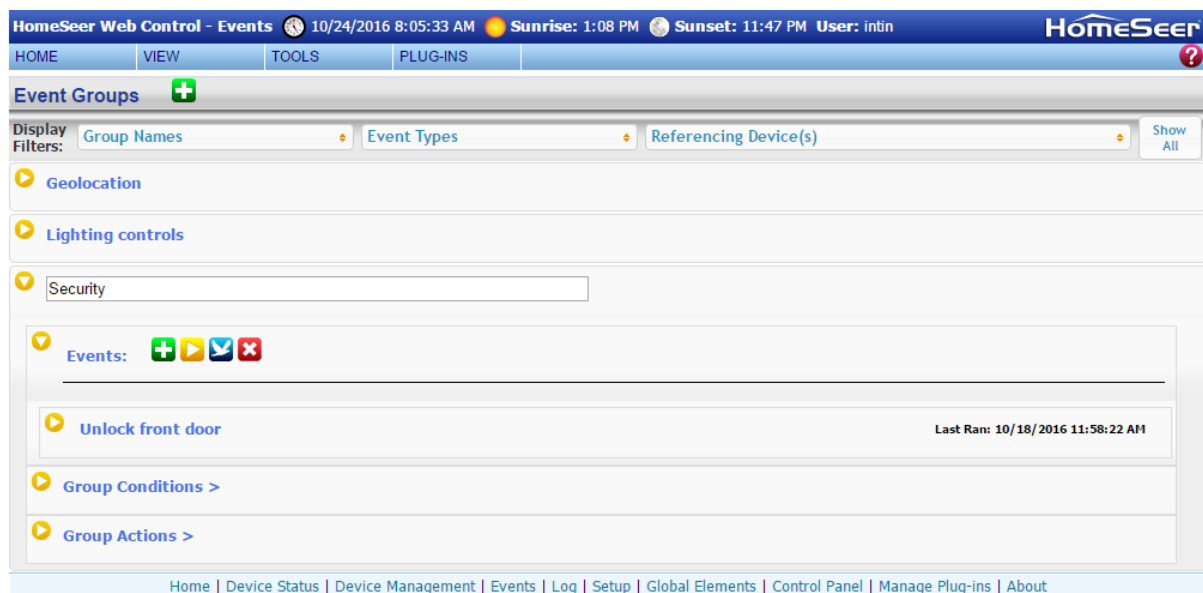 HomeSeer Web Control - Events 10/24/2016 8:05:33 AM Sunrise: 1:08 PM Sunset: 11:47 PM User: intin HomeSeer
HOME VIEW TOOLS PLUG-INS ?
Event Groups
Display Filters: Group Names Event Types Referencing Device(s) Show All
Geolocation
Lighting controls
Security
Events:
Unlock front door Last Ran: 10/18/2016 11:58:22 AM
Group Conditions >
Group Actions >
Home | Device Status | Device Management | Events | Log | Setup | Global Elements | Control Panel | Manage Plug-ins | About